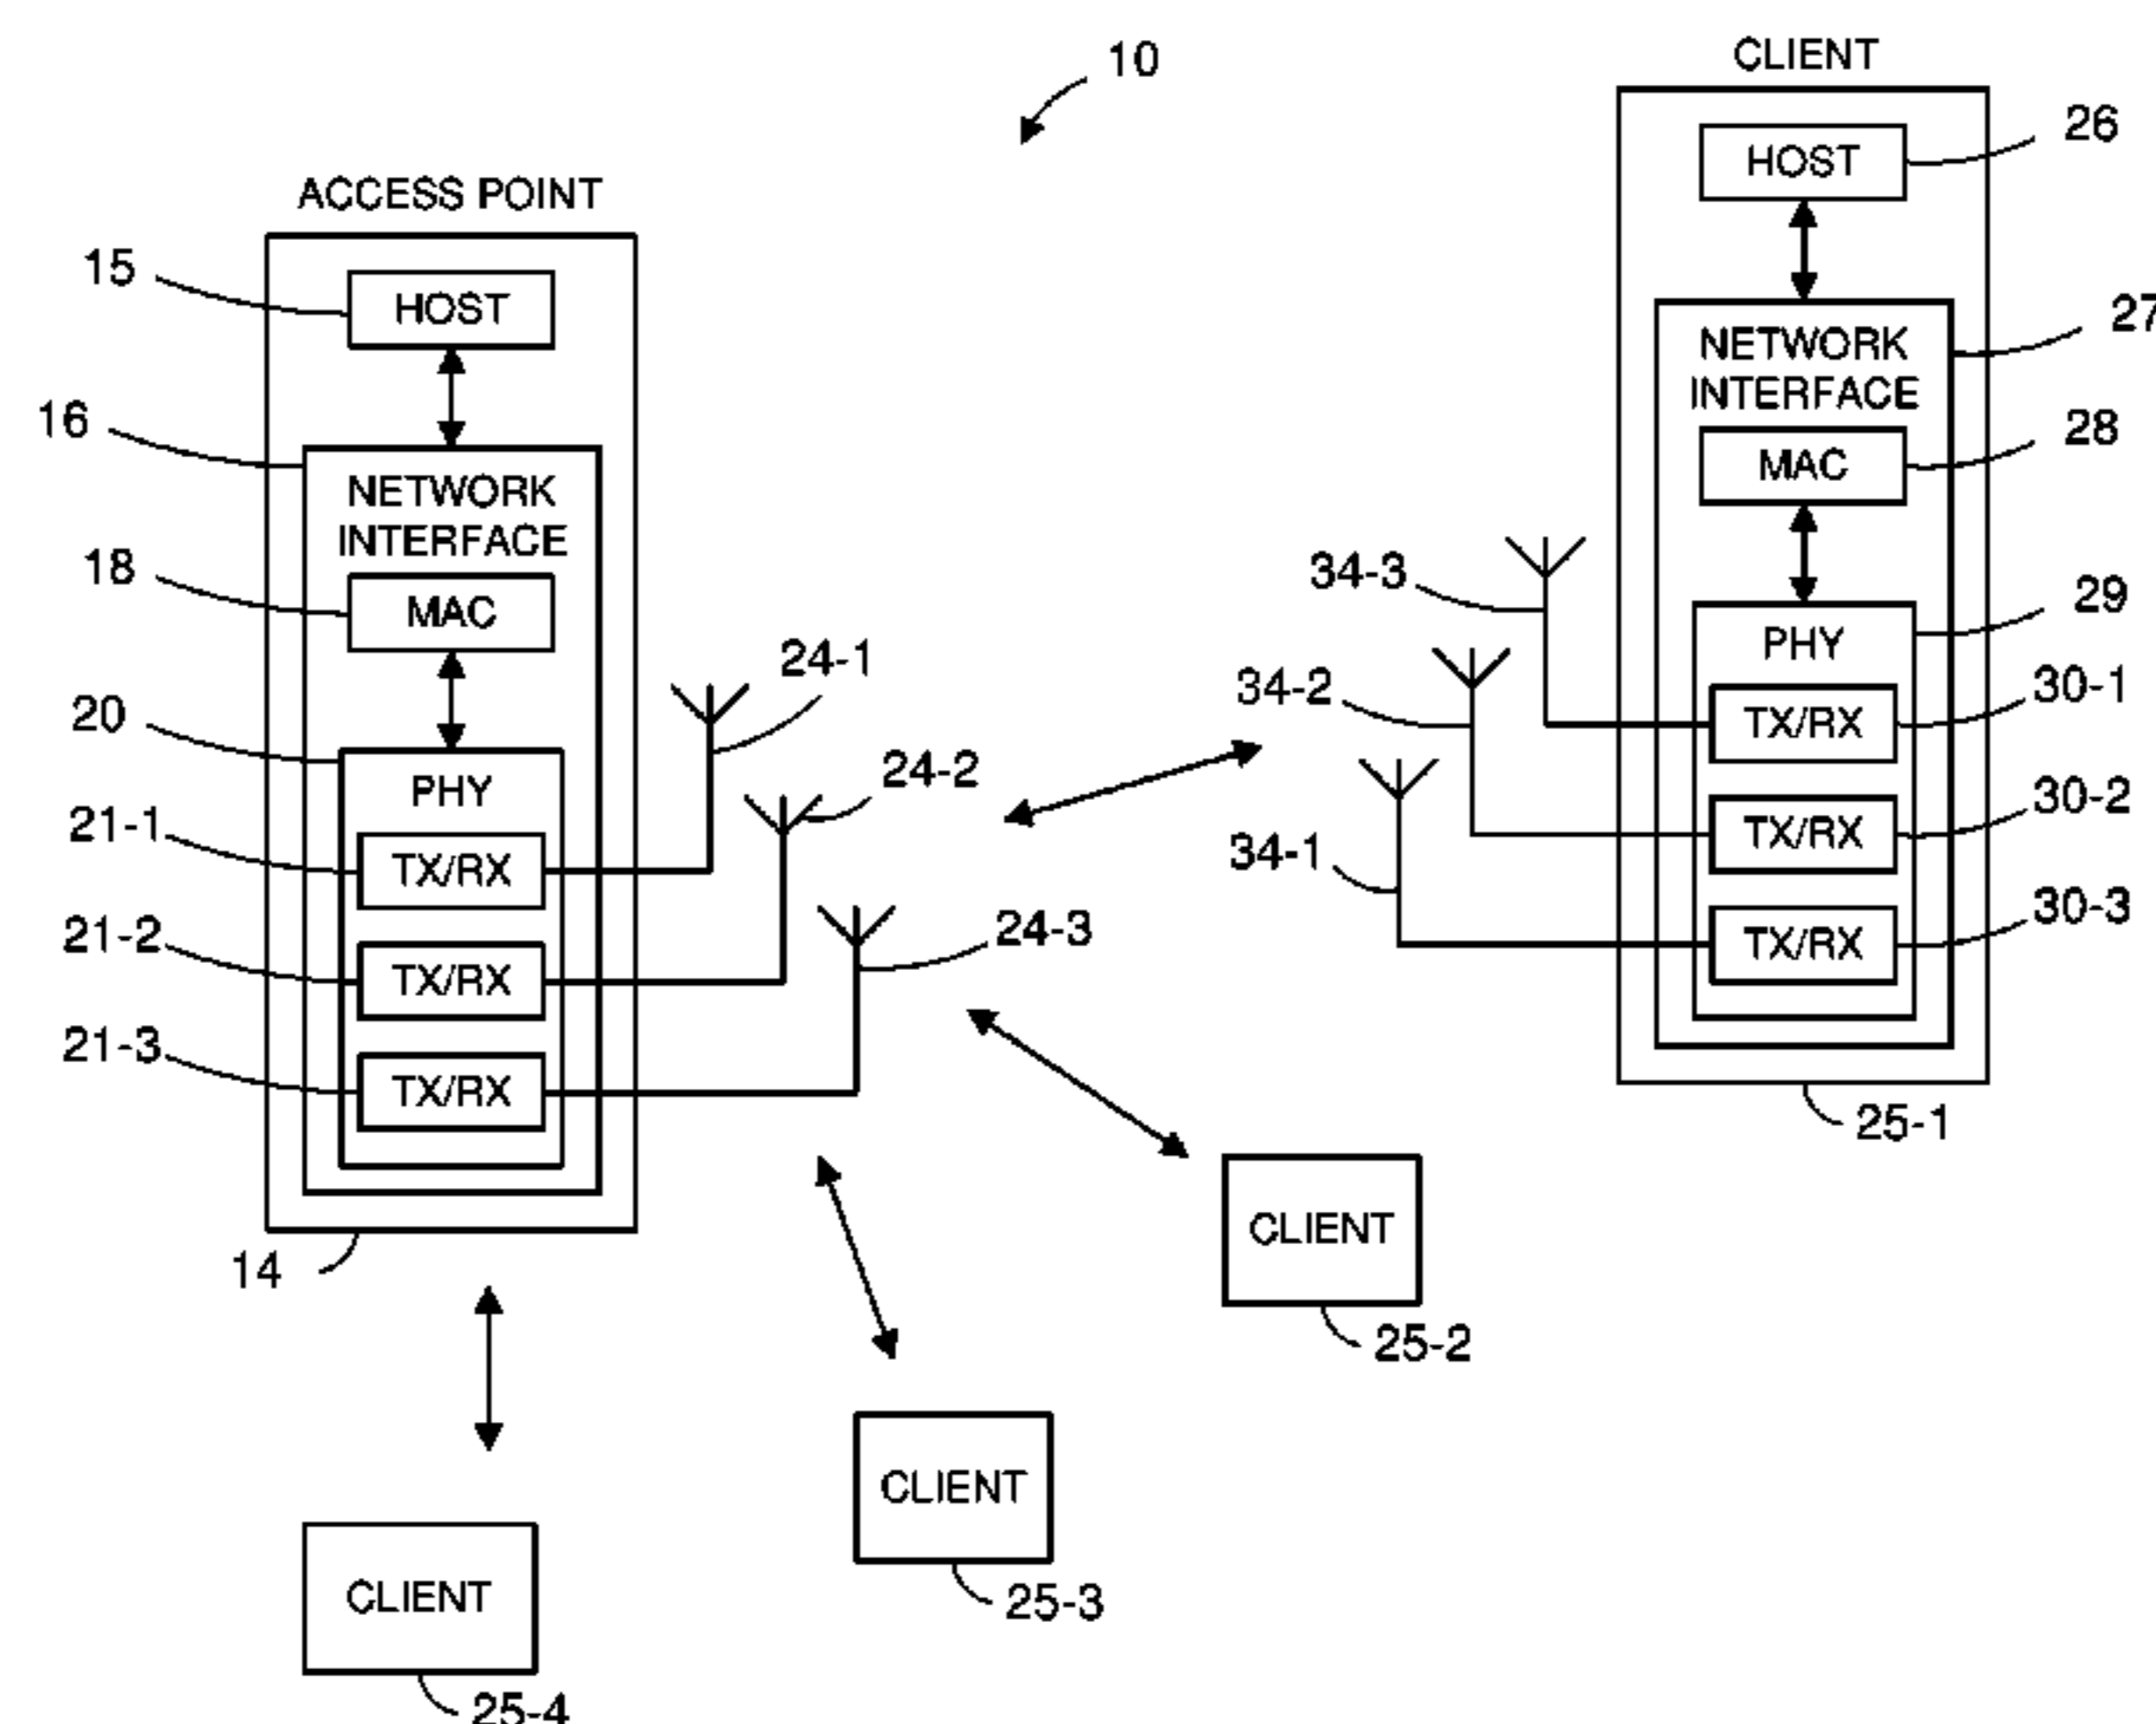 10
CLIENT
26
HOST
ACCESS POINT
15
HOST
27
NETWORK
INTERFACE
16
28
MAC
NETWORK
INTERFACE
18
MAC
34-3
29
PHY
24-1
34-2
30-1
TX/RX
20
PHY
24-2
30-2
TX/RX
21-1
TX/RX
34-1
30-3
TX/RX
21-2
TX/RX
24-3
21-3
TX/RX
25-1
14
CLIENT
25-2
CLIENT
25-3
CLIENT
25-4